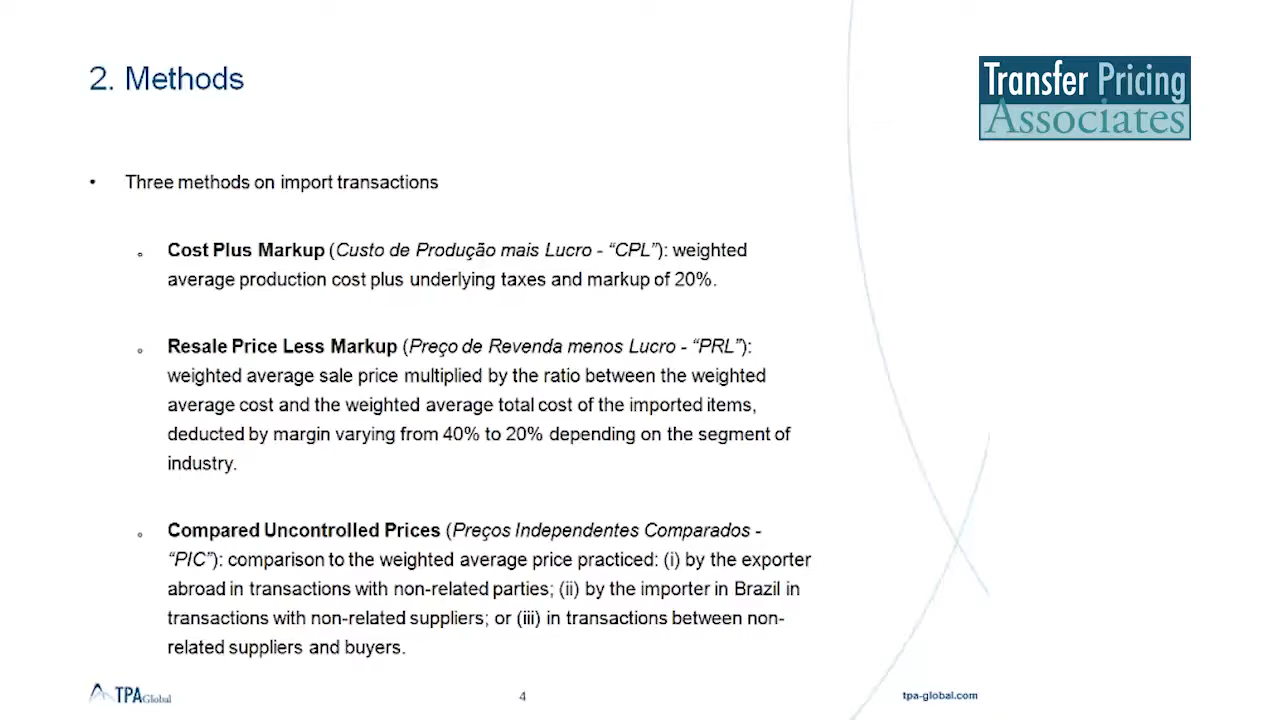 2. Methods
Transfer Pricing
Associates
• Three methods on import transactions
Cost Plus Markup (Custo de Produção mais Lucro - “CPL”): weighted
average production cost plus underlying taxes and markup of 20%.
Resale Price Less Markup (Preço de Revenda menos Lucro - “PRL”):
weighted average sale price multiplied by the ratio between the weighted
average cost and the weighted average total cost of the imported items,
deducted by margin varying from 40% to 20% depending on the segment of
industry.
Compared Uncontrolled Prices (Preços Independentes Comparados -
“PIC”): comparison to the weighted average price practiced: (i) by the exporter
abroad in transactions with non-related parties; (ii) by the importer in Brazil in
transactions with non-related suppliers; or (iii) in transactions between non-
related suppliers and buyers.
TPA Global
4
tpa-global.com